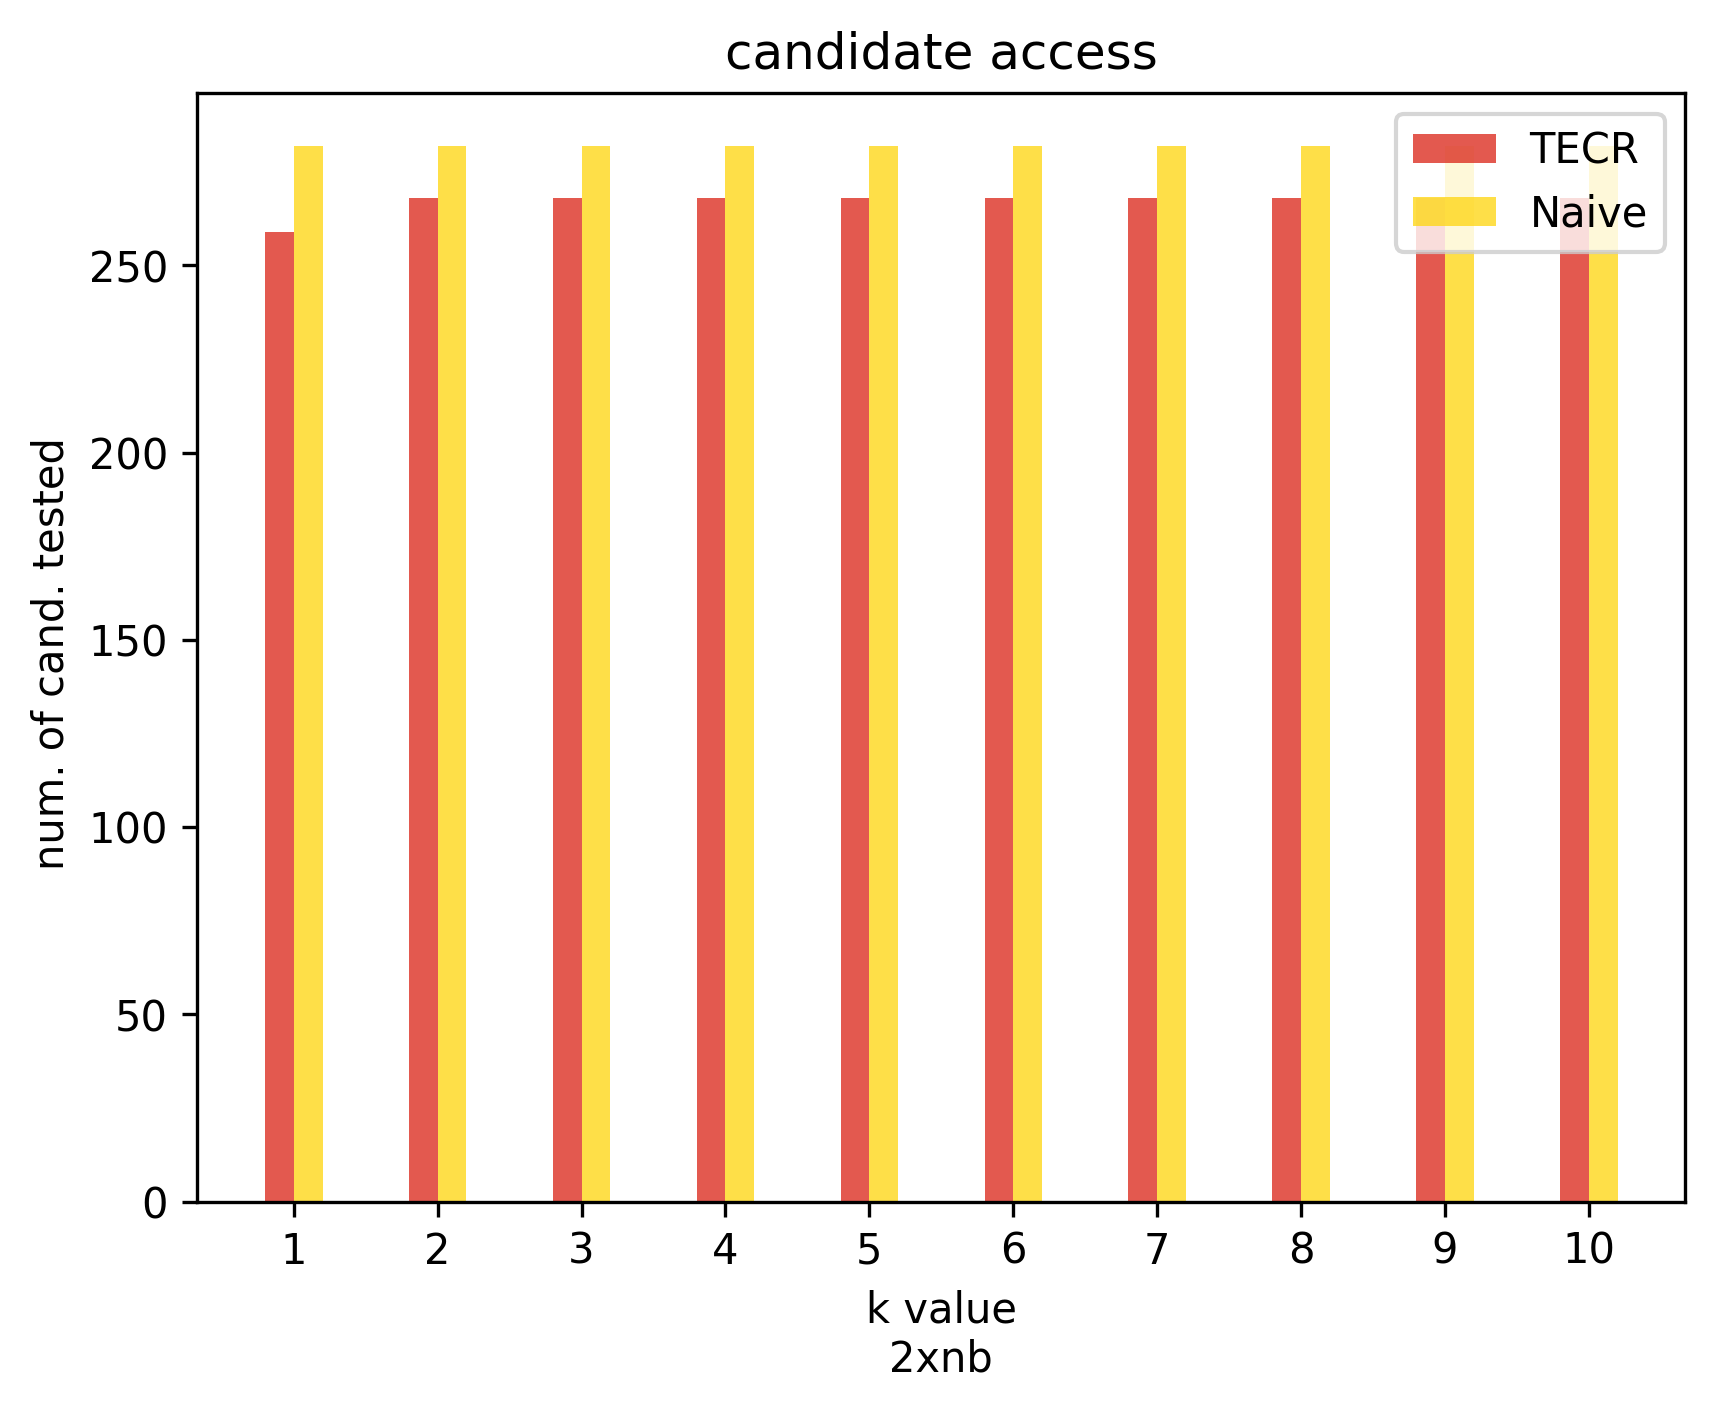 candidate access
TECR
Naive
num. of cand. tested
250
200
150
100
50
0
1 2 3 4 5 6 7 8 9 10
k value
2xnb